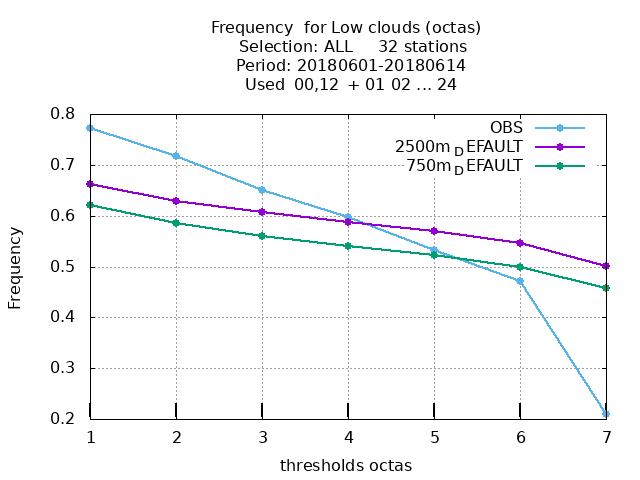 Frequency for Low clouds (octas)
Selection: ALL 32 stations
Period: 20180601-20180614
Used 00,12 + 01 02 ... 24
OBS
2500m_DEFAULT
750m_DEFAULT
0.8
0.7
0.6
0.5
0.4
0.3
0.2
Frequency
1 2 3 4 5 6 7
thresholds octas